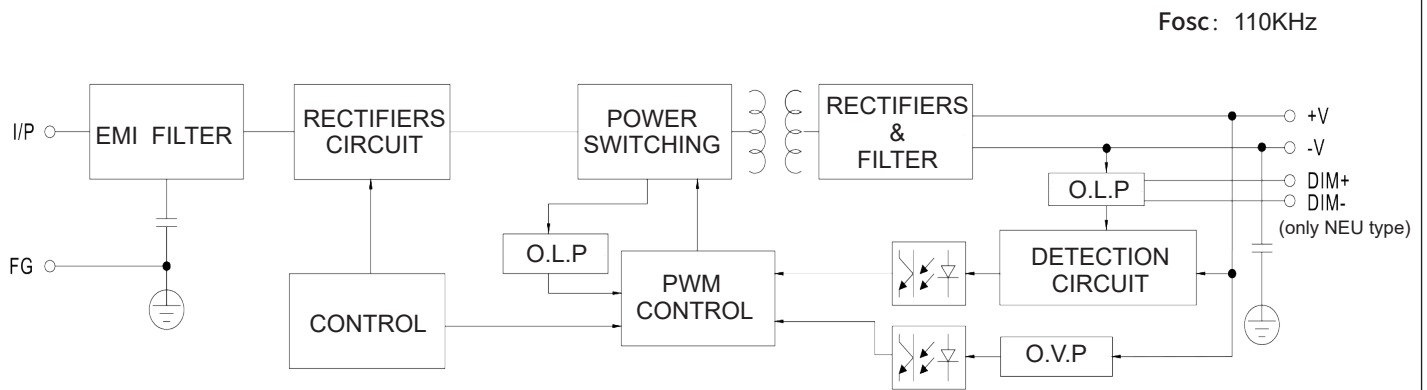 Fosc: 110KHz
I/P
EMI FILTER
RECTIFIERS
CIRCUIT
POWER
SWITCHING
RECTIFIERS
&
FILTER
+V
-V
O.L.P
DIM+
DIM-
(only NEU type)
FG
O.L.P
CONTROL
PWM
CONTROL
DETECTION
CIRCUIT
O.V.P